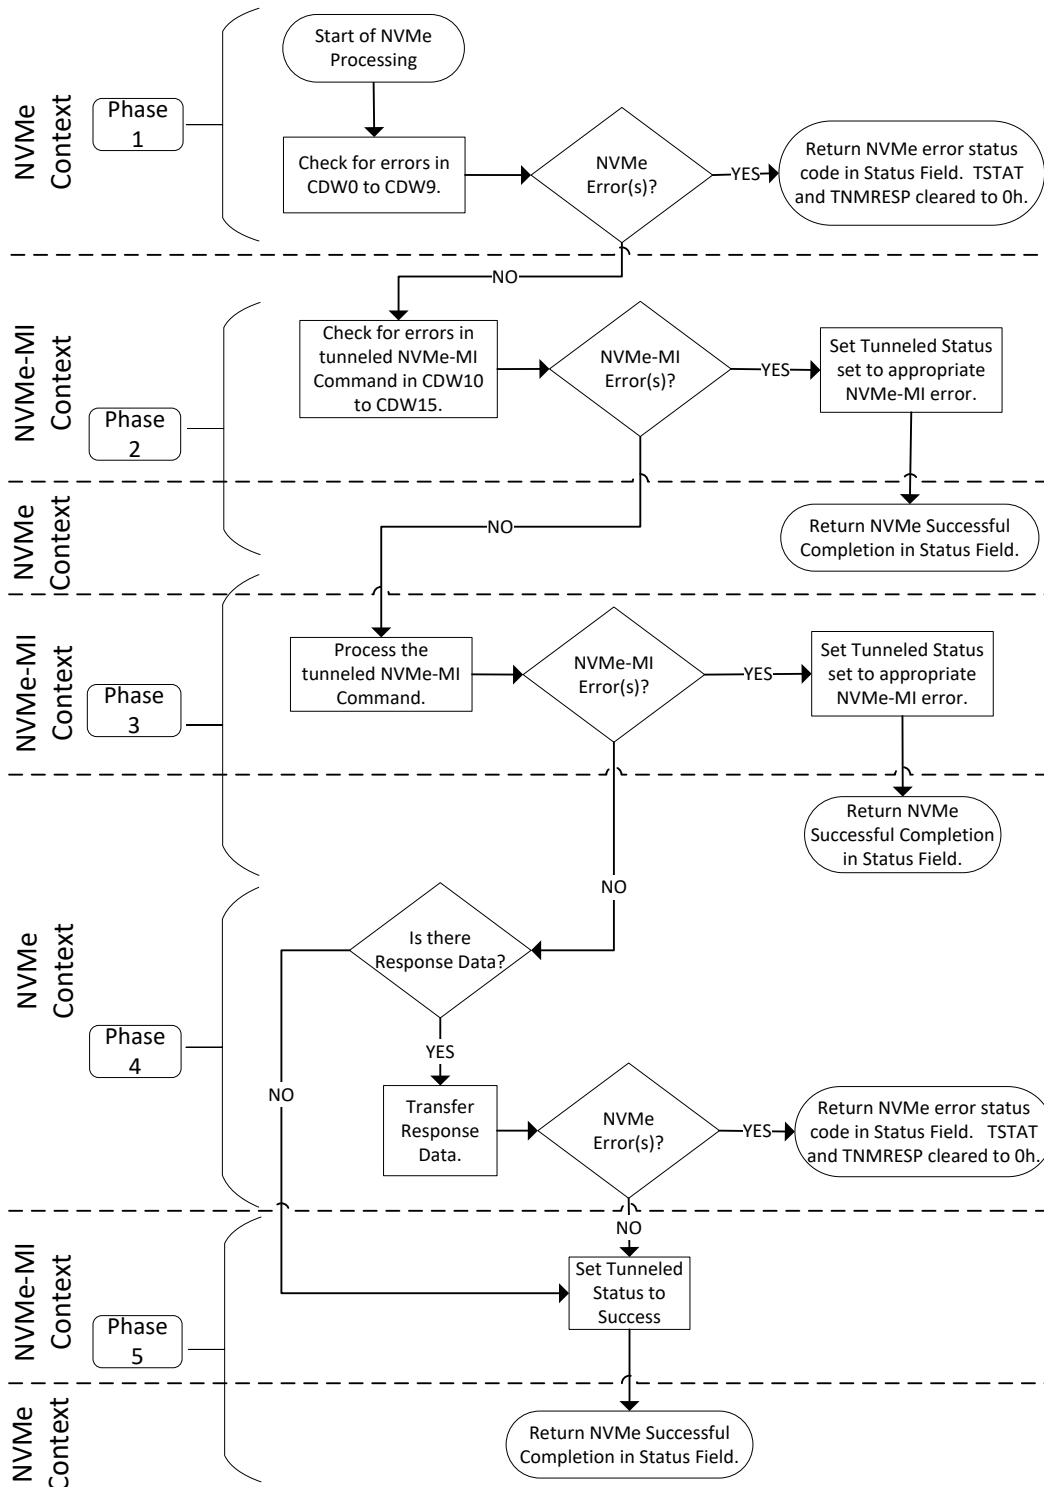 Start of NVMe
Processing
NVMe
Context
Phase
1
Check for errors in
CDW0 to CDW9.
NVMe
Error(s)?
YES
Return NVMe error status
code in Status Field.  TSTAT
and TNMRESP cleared to 0h.
NO
NVMe-MI
Context
Phase
2
Check for errors in
tunneled NVMe-MI
Command in CDW10
to CDW15.
NVMe-MI
Error(s)?
YES
Set Tunneled Status
set to appropriate
NVMe-MI error.
NVMe
Context
NO
Return NVMe Successful
Completion in Status Field.
NVMe-MI
Context
Phase
3
Process the
tunneled NVMe-MI
Command.
NVMe-MI
Error(s)?
YES
Set Tunneled Status
set to appropriate
NVMe-MI error.
Return NVMe
Successful Completion
in Status Field.
NO
NVMe
Context
Phase
4
Is there
Response Data?
YES
NO
Transfer
Response
Data.
NVMe
Error(s)?
YES
Return NVMe error status
code in Status Field.   TSTAT
and TNMRESP cleared to 0h.
NO
NVMe-MI
Context
Phase
5
Set Tunneled
Status to
Success
NVMe
Context
Return NVMe Successful
Completion in Status Field.